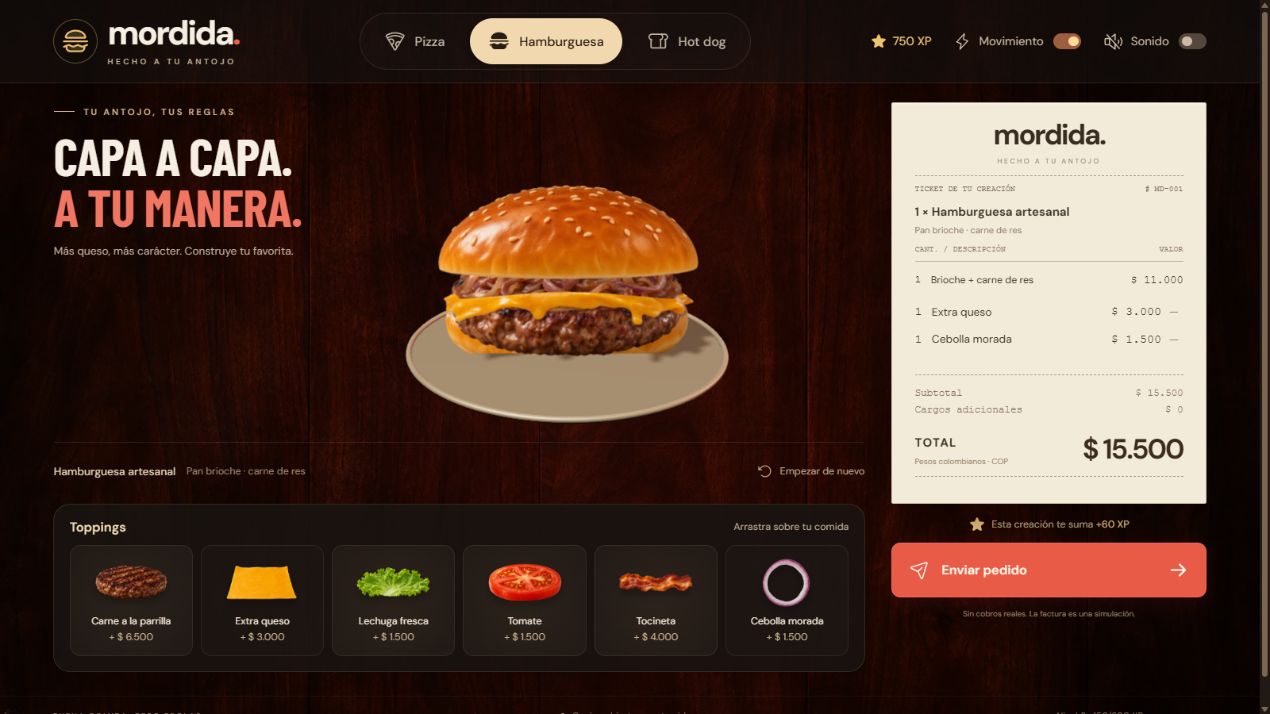 mordida.
HECHO A TU ANTOJO
Pizza
Hamburguesa
Hot dog
750 XP
Movimiento
Sonido
TU ANTOJO, TUS REGLAS
CAPA A CAPA.
A TU MANERA.
Más queso, más carácter. Construye tu favorita.
Hamburguesa artesanal Pan brioche · carne de res
Empezar de nuevo
Toppings
Arrastra sobre tu comida
Carne a la parrilla
+ $ 6.500
Extra queso
+ $ 3.000
Lechuga fresca
+ $ 1.500
Tomate
+ $ 1.500
Tocineta
+ $ 4.000
Cebolla morada
+ $ 1.500
mordida.
HECHO A TU ANTOJO
TICKET DE TU CREACIÓN # MD-001
1 × Hamburguesa artesanal
Pan brioche · carne de res
CANT. / DESCRIPCIÓN VALOR
1 Brioche + carne de res $ 11.000
1 Extra queso $ 3.000 —
1 Cebolla morada $ 1.500 —
Subtotal $ 15.500
Cargos adicionales $ 0
TOTAL $ 15.500
Pesos colombianos · COP
Esta creación te suma +60 XP
Enviar pedido
Sin cobros reales. La factura es una simulación.